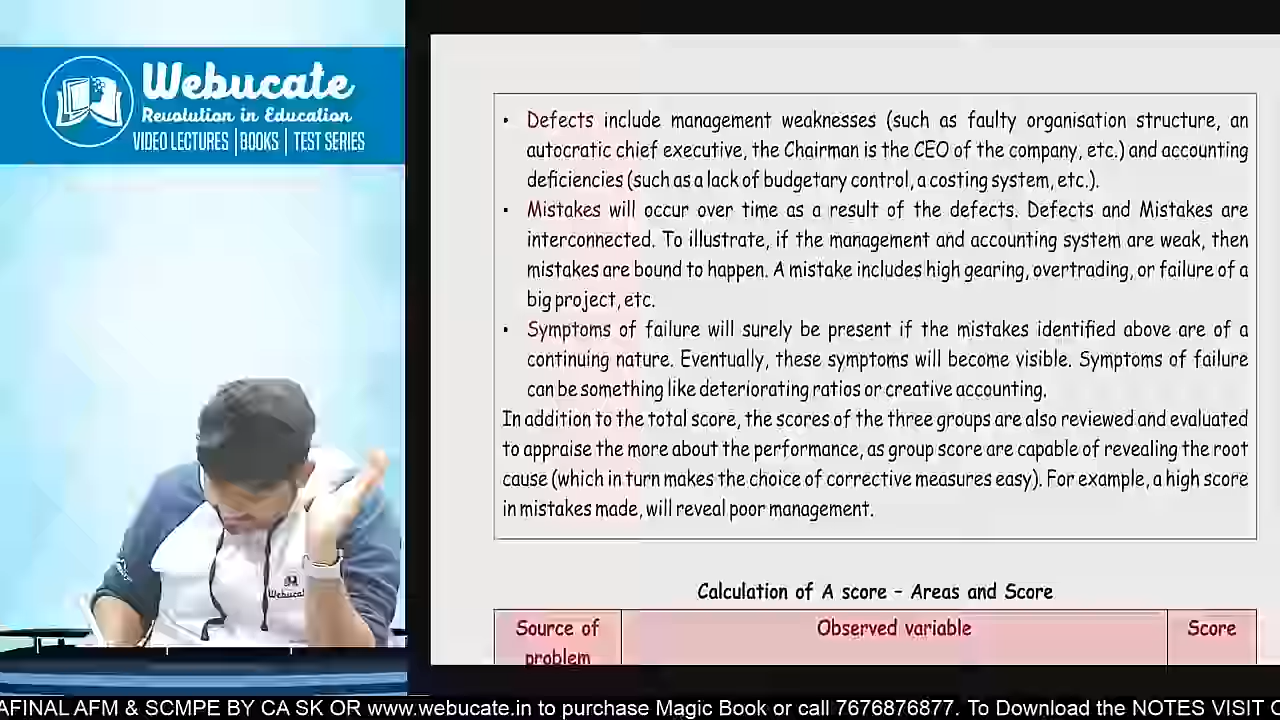 Webucate
Revolution in Education
VIDEO LECTURES | BOOKS | TEST SERIES
• Defects include management weaknesses (such as faulty organisation structure, an
autocratic chief executive, the Chairman is the CEO of the company, etc.) and accounting
deficiencies (such as a lack of budgetary control, a costing system, etc.).
• Mistakes will occur over time as a result of the defects. Defects and Mistakes are
interconnected. To illustrate, if the management and accounting system are weak, then
mistakes are bound to happen. A mistake includes high gearing, overtrading, or failure of a
big project, etc.
• Symptoms of failure will surely be present if the mistakes identified above are of a
continuing nature. Eventually, these symptoms will become visible. Symptoms of failure
can be something like deteriorating ratios or creative accounting.
In addition to the total score, the scores of the three groups are also reviewed and evaluated
to appraise the more about the performance, as group score are capable of revealing the root
cause (which in turn makes the choice of corrective measures easy). For example, a high score
in mistakes made, will reveal poor management.
Calculation of A score – Areas and Score
Source of problem
Observed variable
Score
Webucate
AFINAL AFM & SCMPE BY CA SK OR www.webucate.in to purchase Magic Book or call 7676876877. To Download the NOTES VISIT